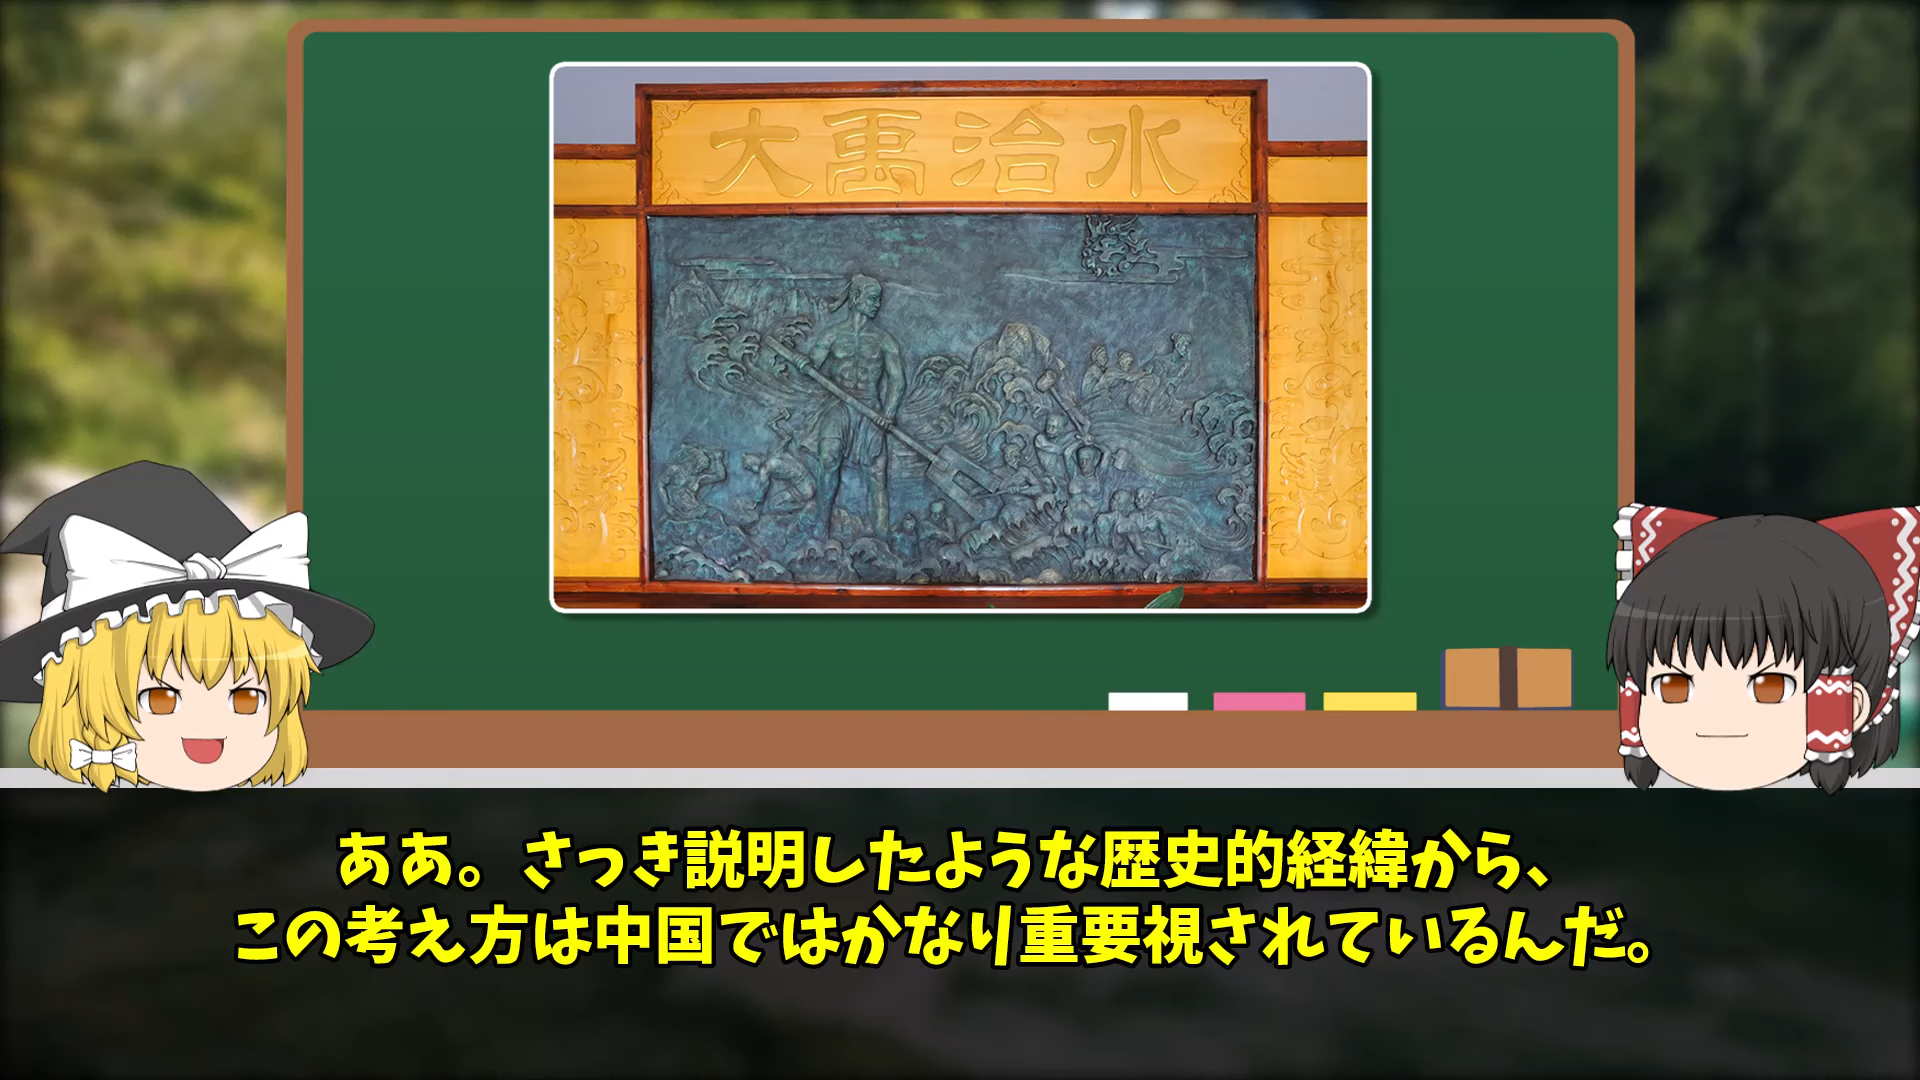 大禹治水
ああ。さっき説明したような歴史的経緯から、
この考え方は中国ではかなり重要視されているんだ。